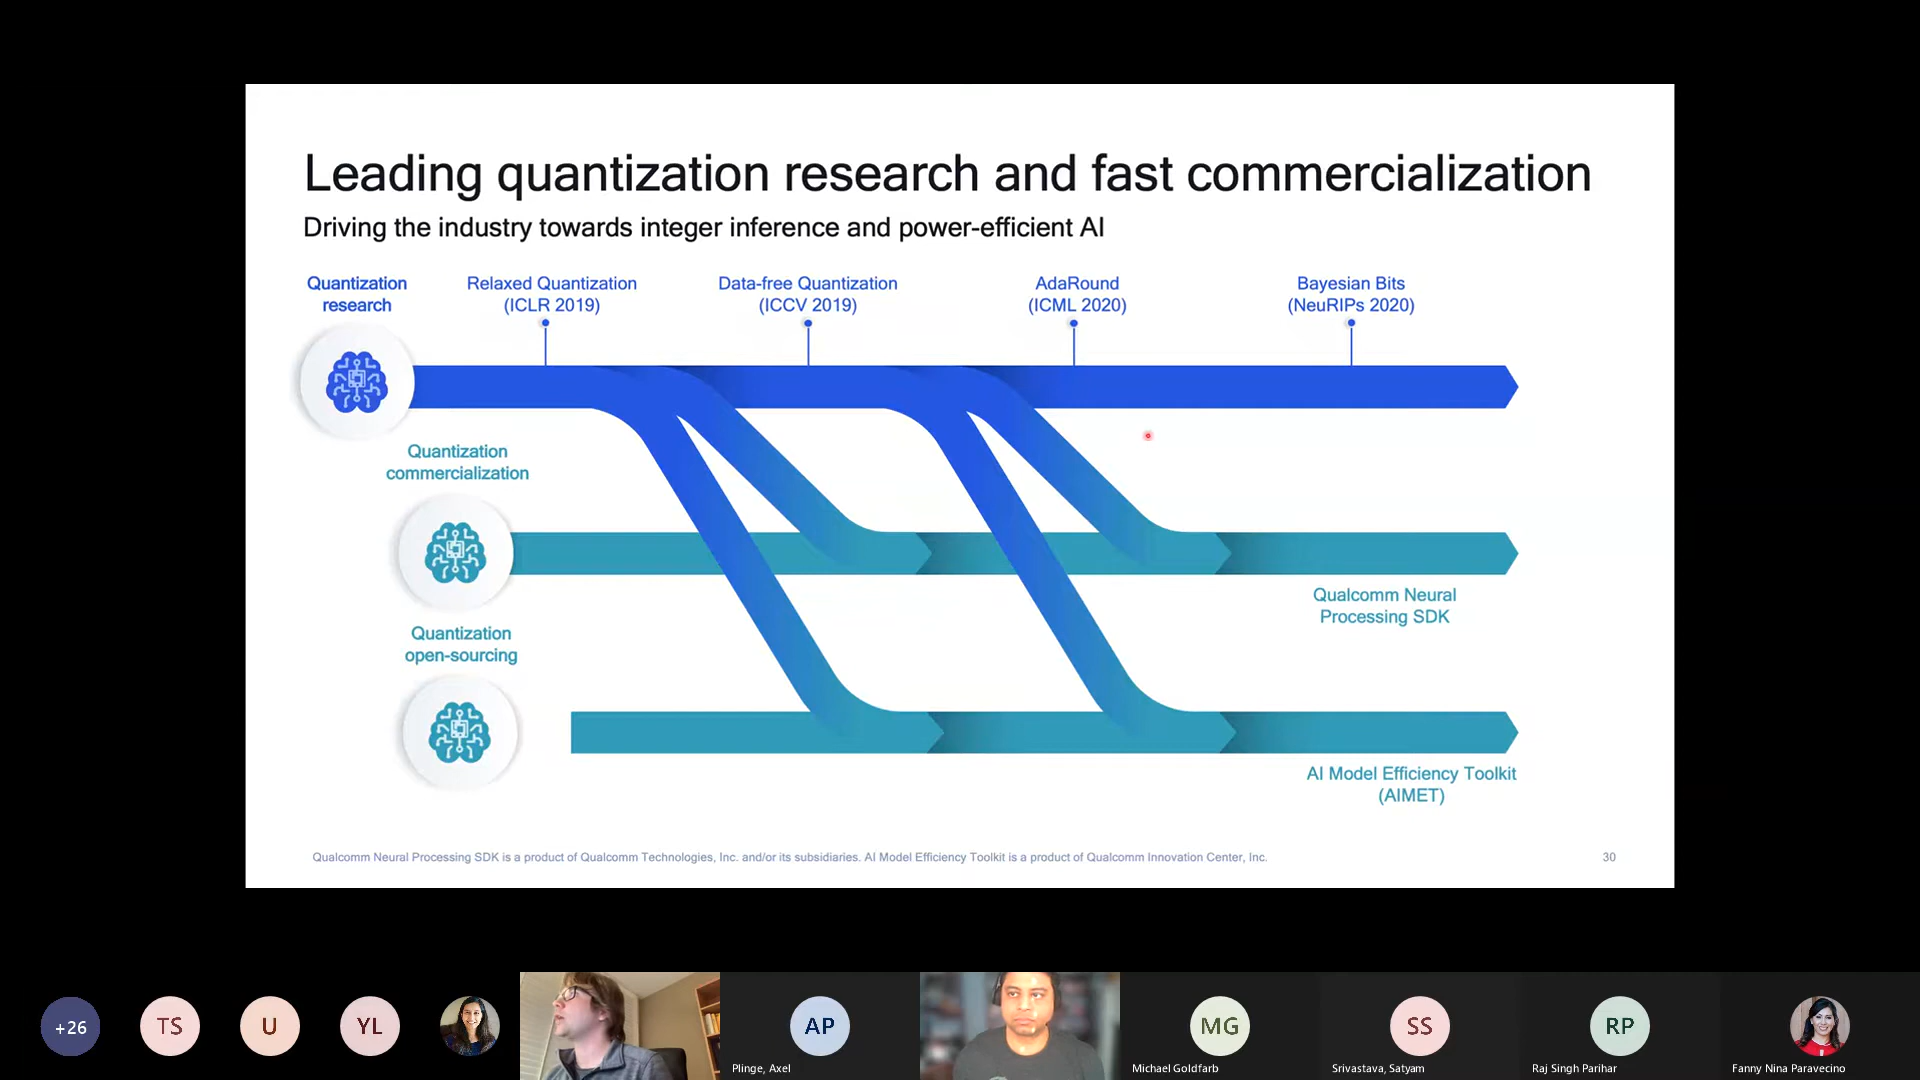 Leading quantization research and fast commercialization
Driving the industry towards integer inference and power-efficient AI
Quantization
research
Relaxed Quantization
(ICLR 2019)
Data-free Quantization
(ICCV 2019)
AdaRound
(ICML 2020)
Bayesian Bits
(NeuRIPs 2020)
Quantization
commercialization
Qualcomm Neural
Processing SDK
Quantization
open-sourcing
AI Model Efficiency Toolkit
(AIMET)
Qualcomm Neural Processing SDK is a product of Qualcomm Technologies, Inc. and/or its subsidiaries. AI Model Efficiency Toolkit is a product of Qualcomm Innovation Center, Inc.
30
+26
TS
U
YL
AP
Plinge, Axel
MG
Michael Goldfarb
SS
Srivastava, Satyam
RP
Raj Singh Parihar
Fanny Nina Paravecino